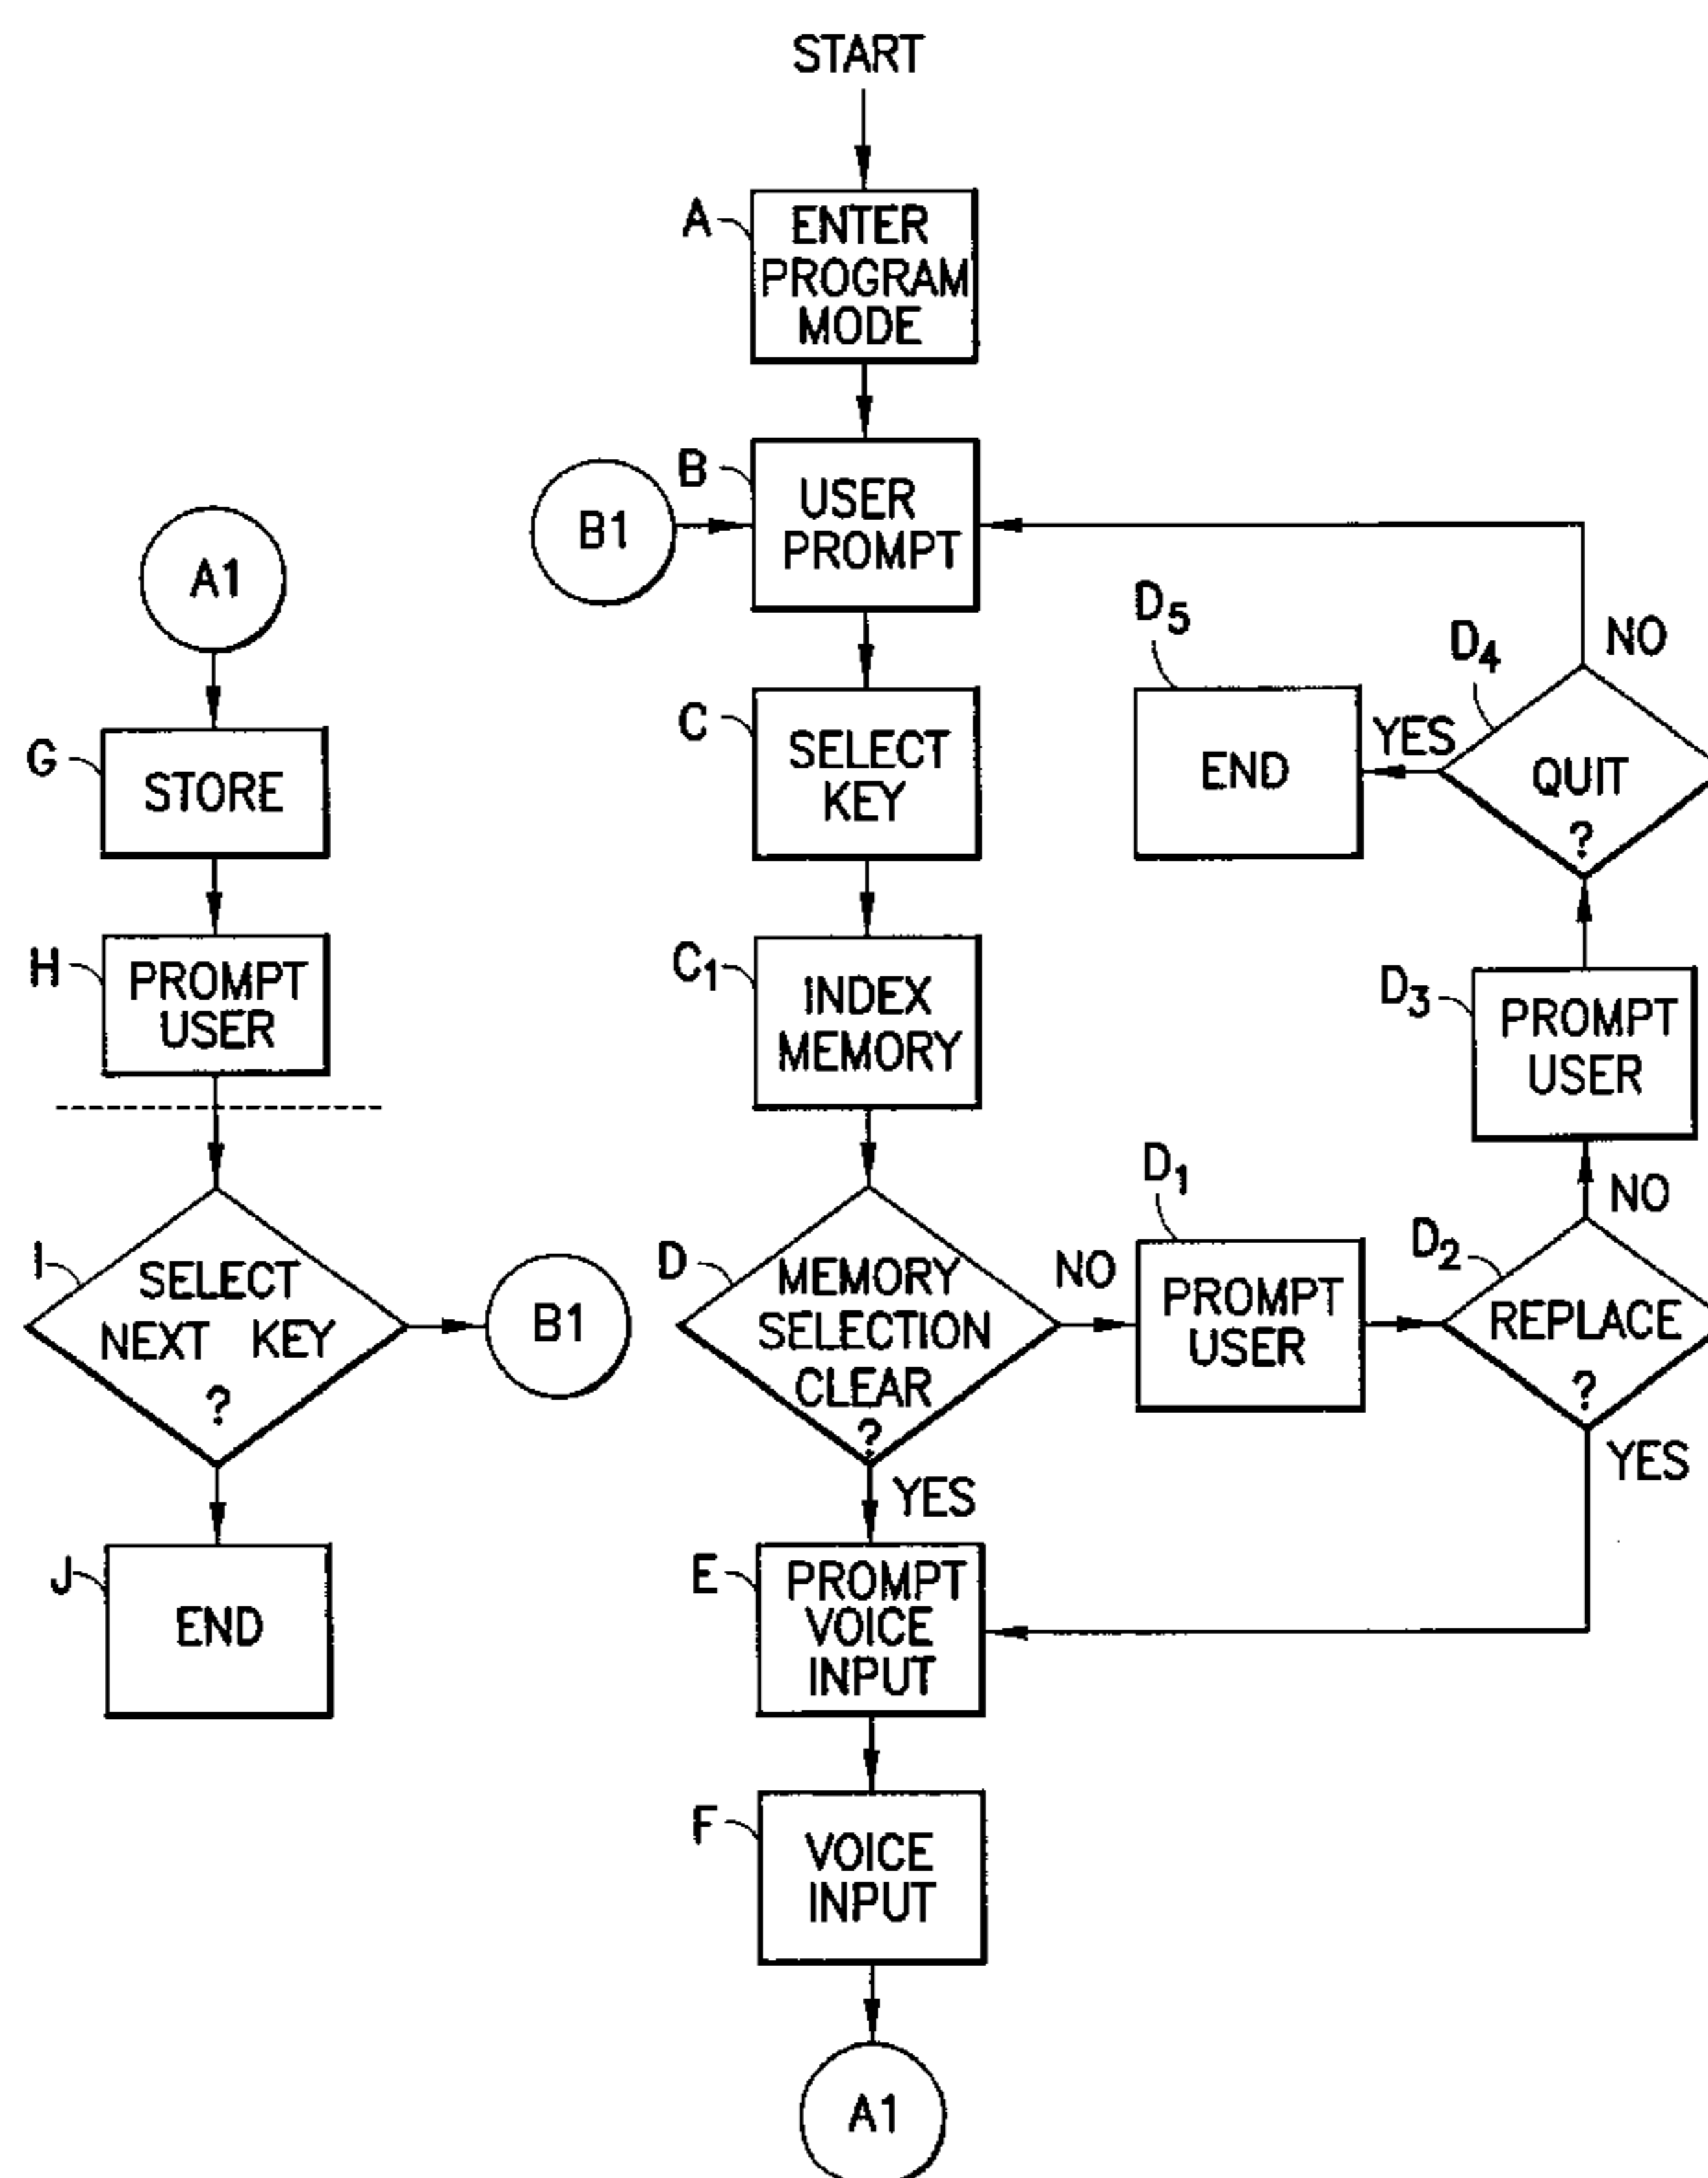 START
A
ENTER
PROGRAM
MODE
B1
B
USER
PROMPT
C
SELECT
KEY
C1
INDEX
MEMORY
D
MEMORY
SELECTION
CLEAR
?
NO
YES
D1
PROMPT
USER
D2
REPLACE
?
NO
YES
D3
PROMPT
USER
D4
QUIT
?
NO
YES
D5
END
E
PROMPT
VOICE
INPUT
F
VOICE
INPUT
A1
A1
G
STORE
H
PROMPT
USER
I
SELECT
NEXT KEY
?
B1
J
END